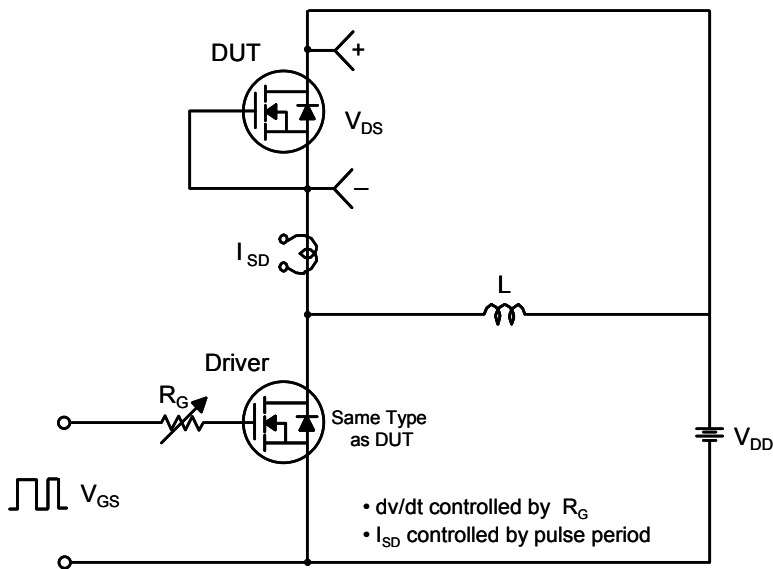 DUT
+
V_DS
−
I_SD
L
Driver
R_G
Same Type
as DUT
V_DD
V_GS
• dv/dt controlled by R_G
• I_SD controlled by pulse period